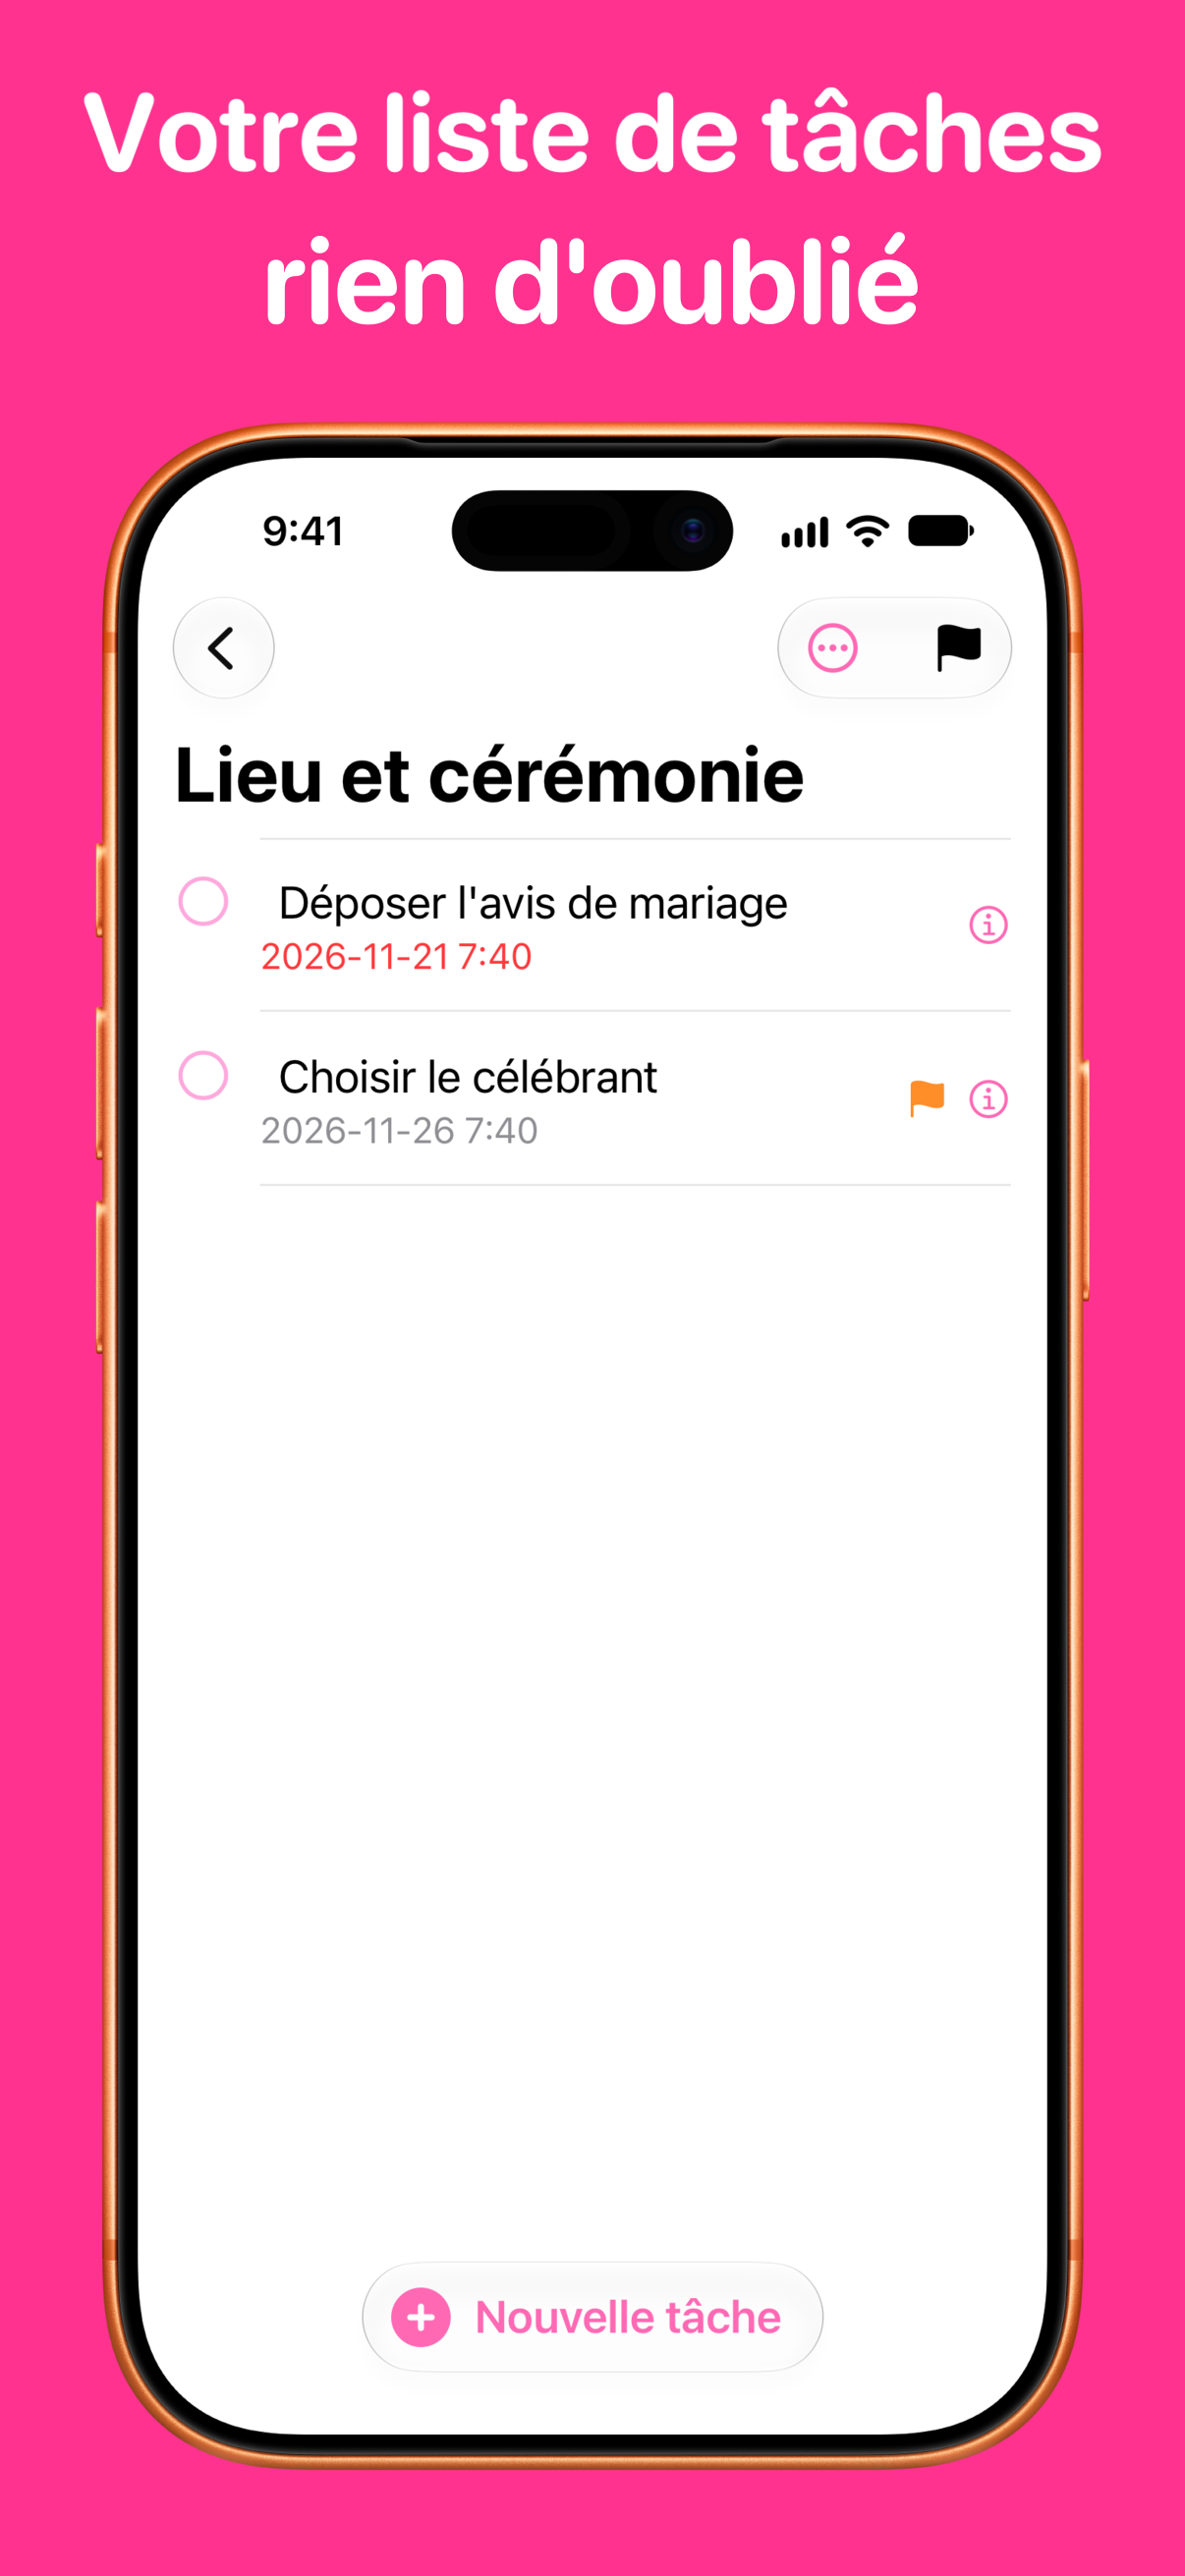 Votre liste de tâches
rien d'oublié
9:41
Lieu et cérémonie
Déposer l'avis de mariage
2026-11-21 7:40
Choisir le célébrant
2026-11-26 7:40
Nouvelle tâche